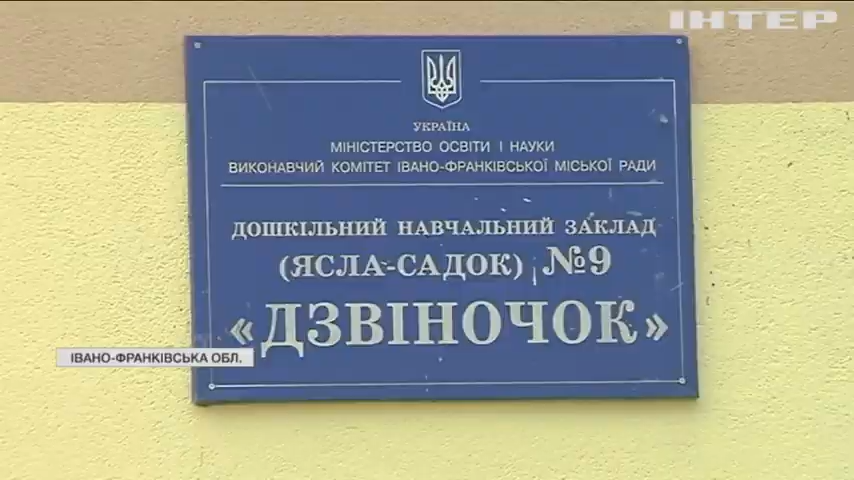 ІНТЕР
УКРАЇНА
МІНІСТЕРСТВО ОСВІТИ І НАУКИ
ВИКОНАВЧИЙ КОМІТЕТ ІВАНО-ФРАНКІВСЬКОЇ МІСЬКОЇ РАДИ
ДОШКІЛЬНИЙ НАВЧАЛЬНИЙ ЗАКЛАД
(ЯСЛА-САДОК) №9
«ДЗВІНОЧОК»
ІВАНО-ФРАНКІВСЬКА ОБЛ.